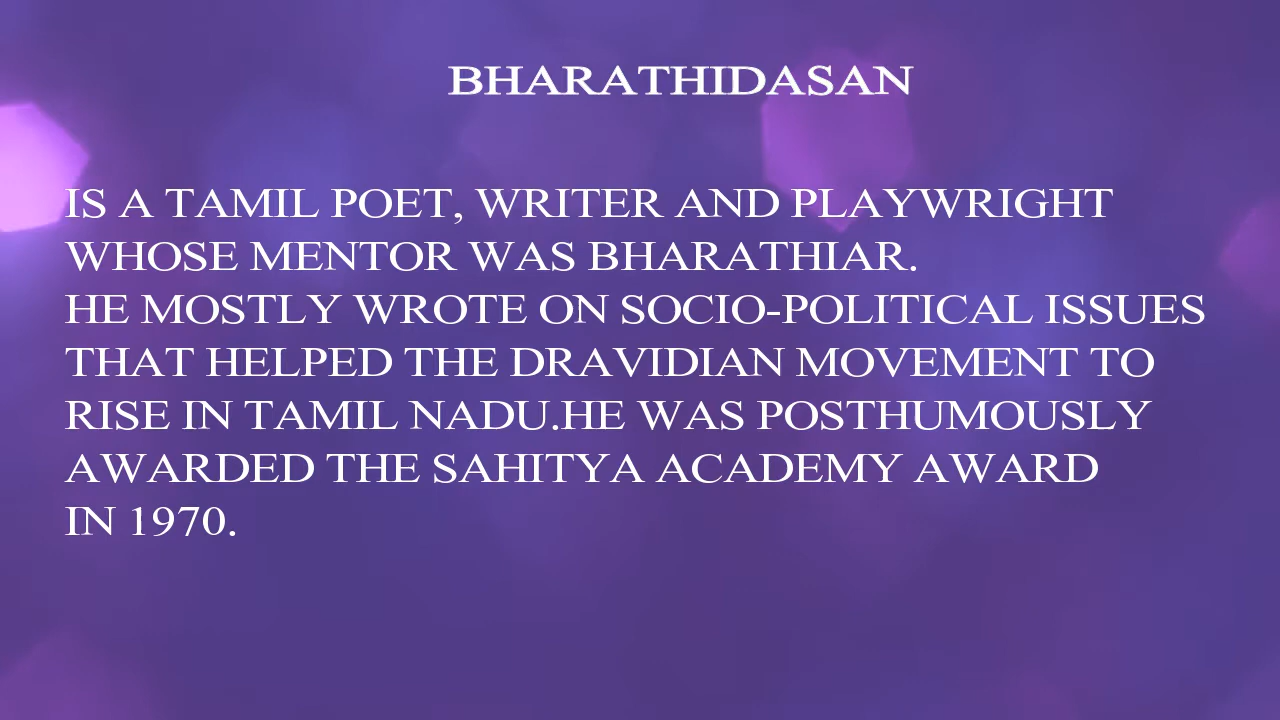 BHARATHIDASAN
IS A TAMIL POET, WRITER AND PLAYWRIGHT
WHOSE MENTOR WAS BHARATHIAR.
HE MOSTLY WROTE ON SOCIO-POLITICAL ISSUES
THAT HELPED THE DRAVIDIAN MOVEMENT TO
RISE IN TAMIL NADU.HE WAS POSTHUMOUSLY
AWARDED THE SAHITYA ACADEMY AWARD
IN 1970.